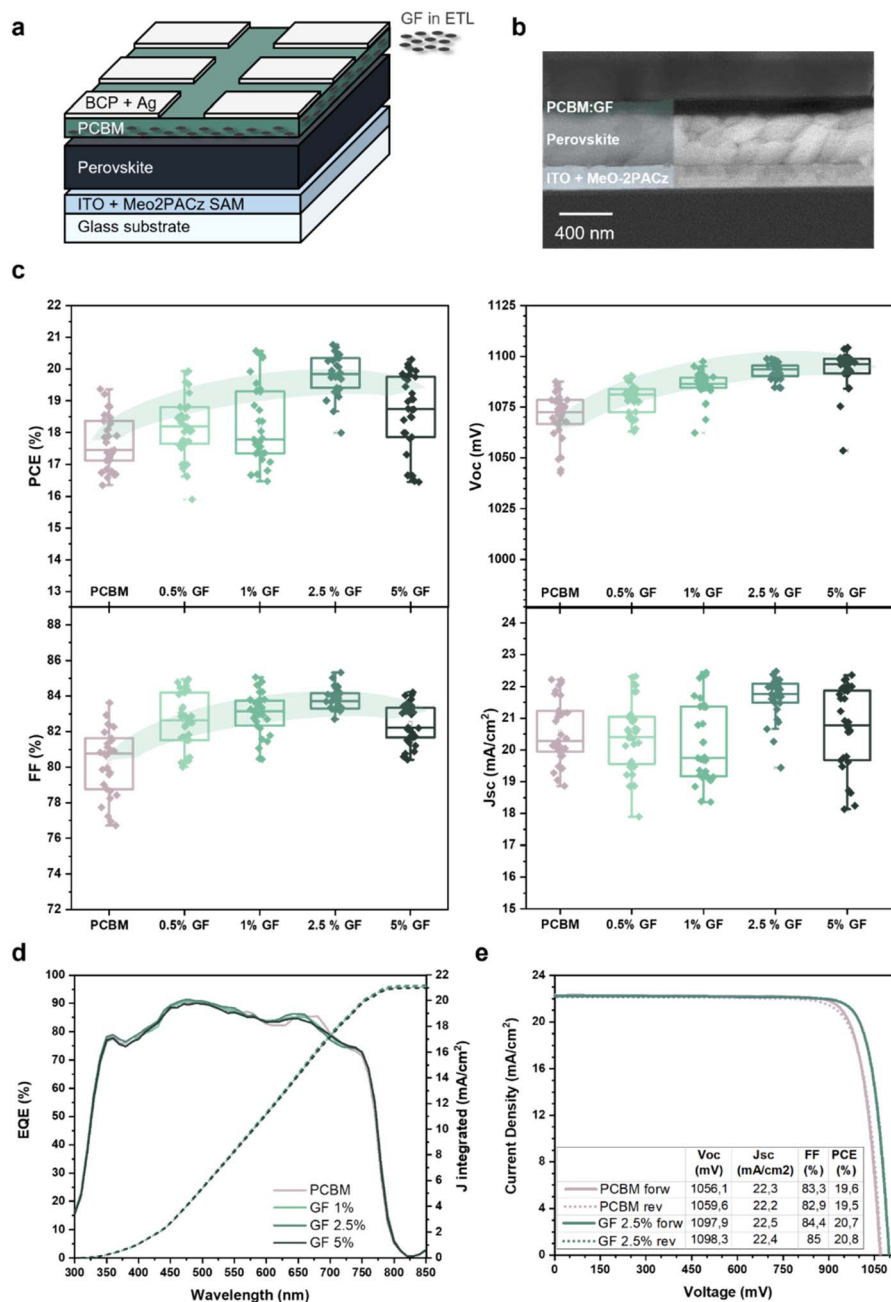 a
GF in ETL
BCP + Ag
PCBM
Perovskite
ITO + Meo2PACz SAM
Glass substrate
b
PCBM:GF
Perovskite
ITO + MeO-2PACz
400 nm
c
PCE (%)
22
21
20
19
18
17
16
15
14
13
PCBM 0.5% GF 1% GF 2.5 % GF 5% GF
Voc (mV)
1125
1100
1075
1050
1025
1000
PCBM 0.5% GF 1% GF 2.5 % GF 5% GF
FF (%)
88
86
84
82
80
78
76
74
72
PCBM 0.5% GF 1% GF 2.5 % GF 5% GF
Jsc (mA/cm²)
24
23
22
21
20
19
18
17
16
15
PCBM 0.5% GF 1% GF 2.5 % GF 5% GF
d
EQE (%)
100
90
80
70
60
50
40
30
20
10
0
22
20
18
16
14
12
10
8
6
4
2
0
J integrated (mA/cm²)
PCBM
GF 1%
GF 2.5%
GF 5%
300 350 400 450 500 550 600 650 700 750 800 850
Wavelength (nm)
e
Current Density (mA/cm²)
24
20
16
12
8
4
0
Voc (mV) Jsc (mA/cm2) FF (%) PCE (%)
PCBM forw 1056,1 22,3 83,3 19,6
PCBM rev 1059,6 22,2 82,9 19,5
GF 2.5% forw 1097,9 22,5 84,4 20,7
GF 2.5% rev 1098,3 22,4 85 20,8
0 150 300 450 600 750 900 1050
Voltage (mV)